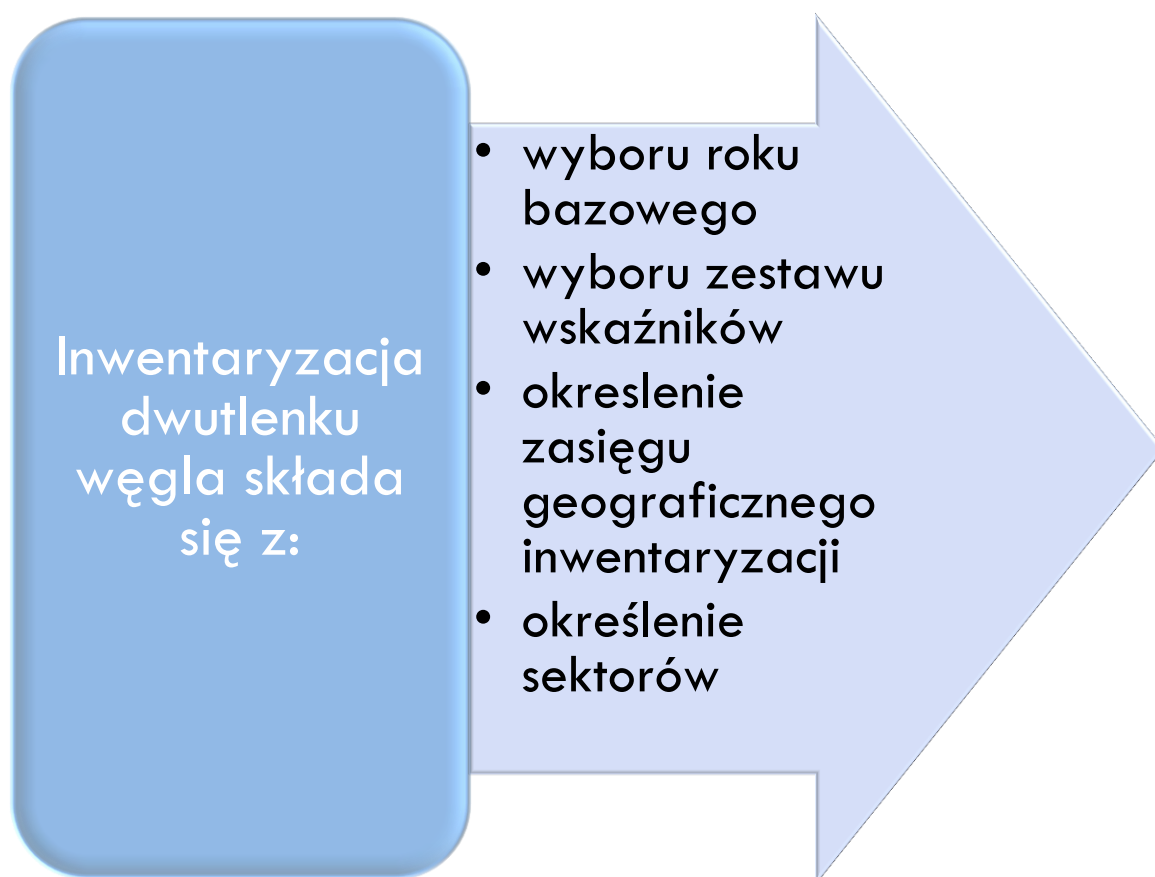 Inwentaryzacja
dwutlenku
węgla składa
się z:
• wyboru roku
bazowego
• wyboru zestawu
wskaźników
• okreslenie
zasięgu
geograficznego
inwentaryzacji
• określenie
sektorów